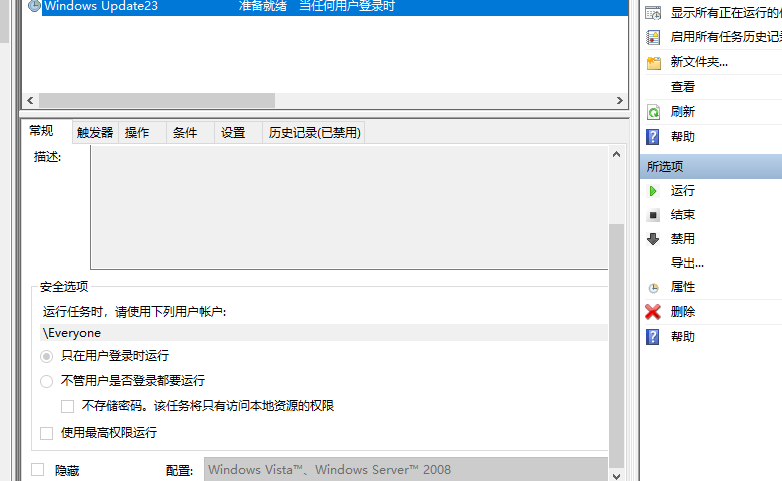 Windows Update23 准备就绪 当任何用户登录时
常规 触发器 操作 条件 设置 历史记录(已禁用)
描述:
安全选项
运行任务时，请使用下列用户帐户:
\Everyone
只在用户登录时运行
不管用户是否登录都要运行
不存储密码。该任务将只有访问本地资源的权限
使用最高权限运行
隐藏 配置: Windows Vista™、Windows Server™ 2008
显示所有正在运行的
启用所有任务历史记
新文件夹...
查看
刷新
帮助
所选项
运行
结束
禁用
导出...
属性
删除
帮助